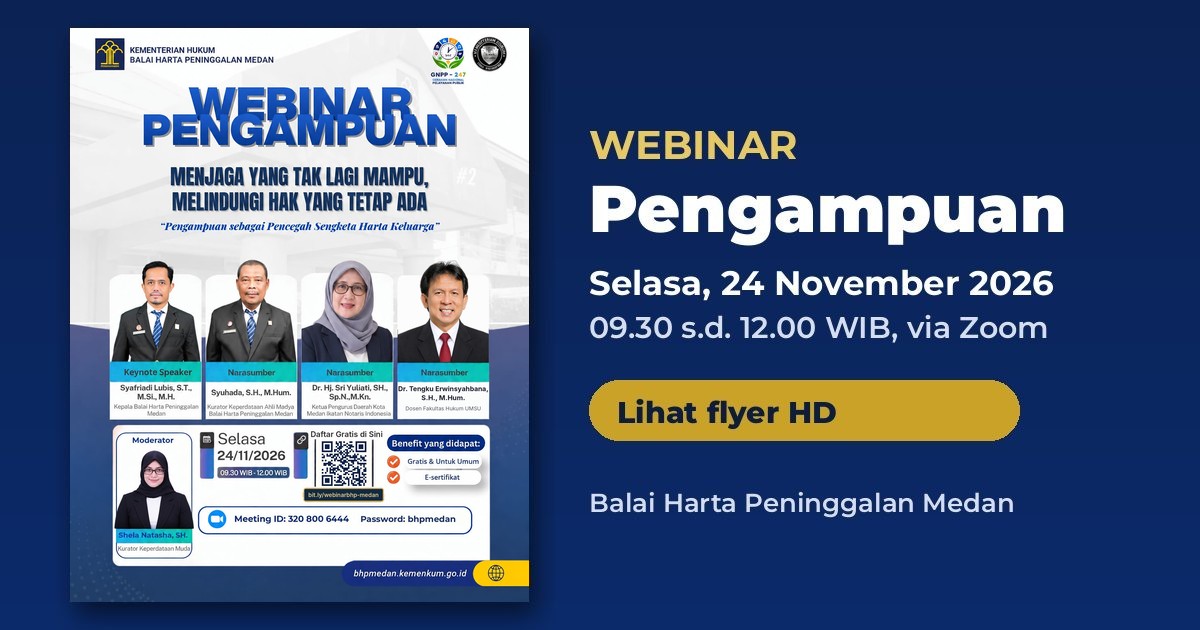 KEMENTERIAN HUKUM
BALAI HARTA PENINGGALAN MEDAN
GNPP - 247
WEBINAR
PENGAMPUAN
MENJAGA YANG TAK LAGI MAMPU,
MELINDUNGI HAK YANG TETAP ADA
#2
“Pengampuan sebagai Pencegah Sengketa Harta Keluarga”
Keynote Speaker
Syafriadi Lubis, S.T.,
M.Si., M.H.
Kepala Balai Harta Peninggalan
Medan
Narasumber
Syuhada, S.H., M.Hum.
Kurator Keperdataan Ahli Madya
Balai Harta Peninggalan Medan
Narasumber
Dr. Hj. Sri Yuliati, SH.,
Sp.N.,M.Kn.
Ketua Pengurus Daerah Kota
Medan Ikatan Notaris Indonesia
Narasumber
Dr. Tengku Erwinsyahbana,
S.H., M.Hum.
Dosen Fakultas Hukum UMSU
Moderator
Shela Natasha, SH.
Kurator Keperdataan Muda
Selasa
24/11/2026
09.30 WIB - 12.00 WIB
Daftar Gratis di Sini
bit.ly/webinarbhp-medan
Benefit yang didapat:
Gratis & Untuk Umum
E-sertifikat
Meeting ID: 320 800 6444 Password: bhpmedan
bhpmedan.kemenkum.go.id
WEBINAR
Pengampuan
Selasa, 24 November 2026
09.30 s.d. 12.00 WIB, via Zoom
Lihat flyer HD
Balai Harta Peninggalan Medan